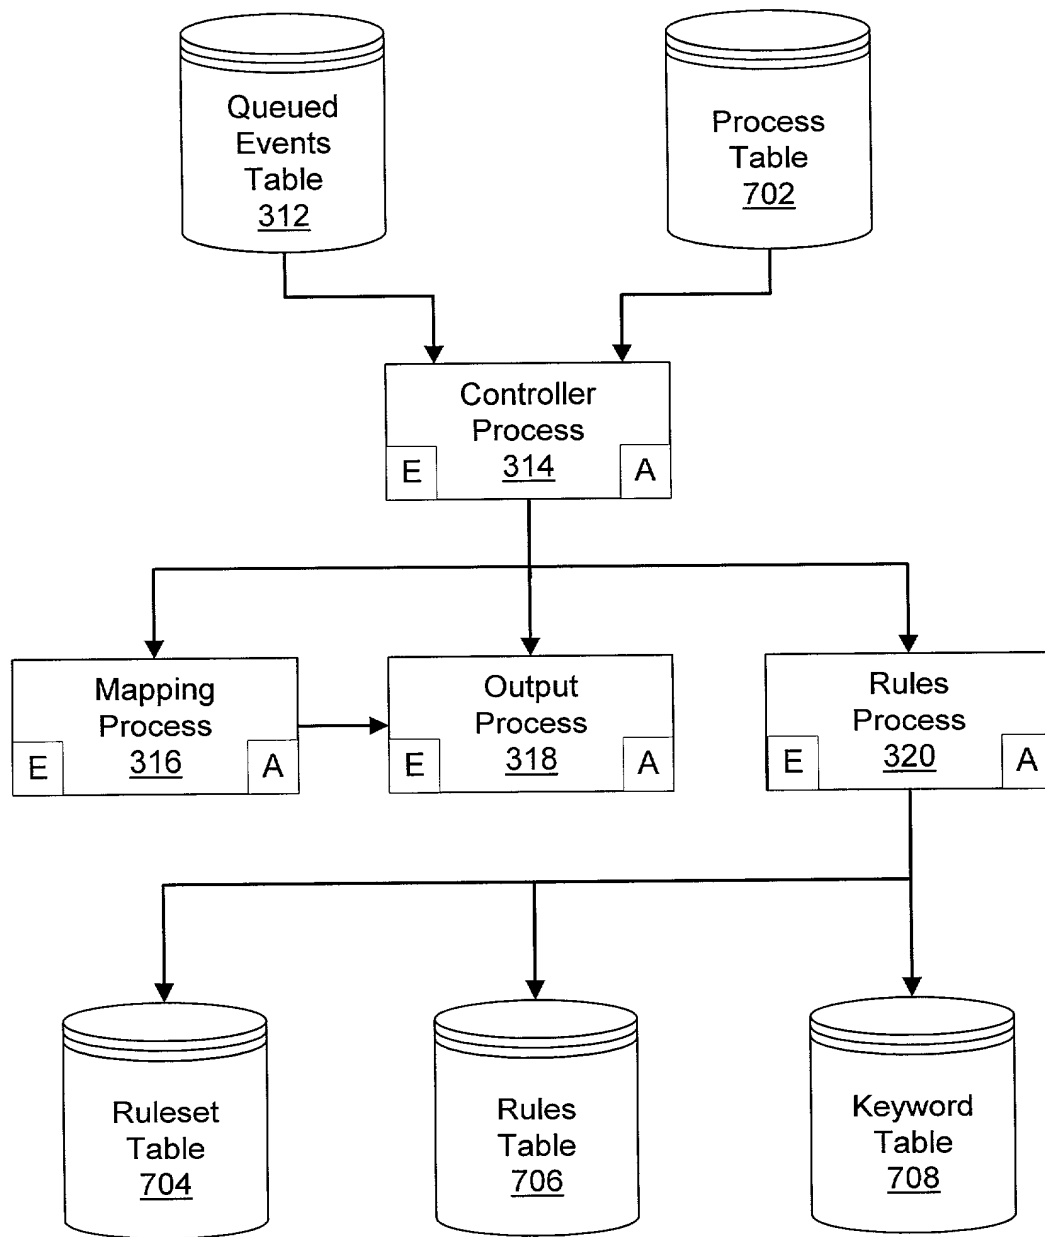 Queued
Events
Table
312
Process
Table
702
Controller
Process
314
E
A
Mapping
Process
316
E
A
Output
Process
318
E
A
Rules
Process
320
E
A
Ruleset
Table
704
Rules
Table
706
Keyword
Table
708